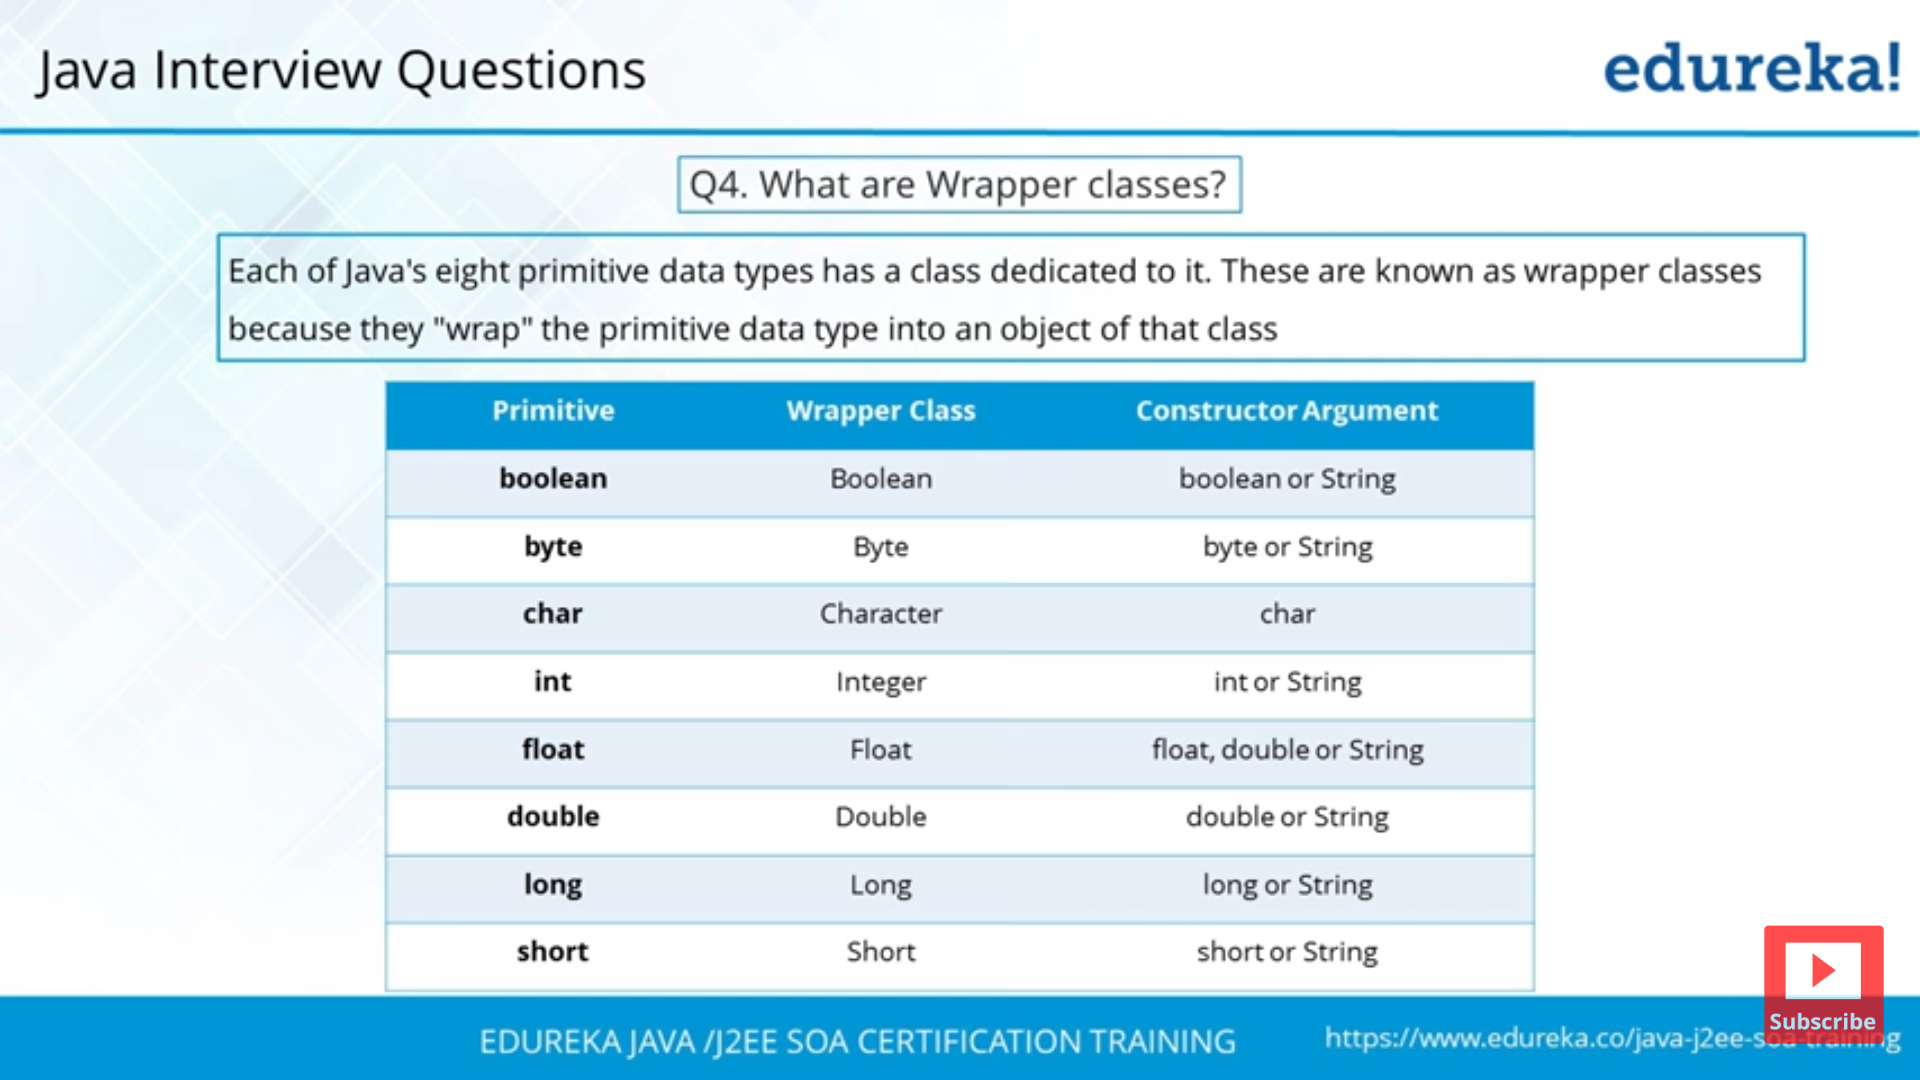 Java Interview Questions
edureka!
Q4. What are Wrapper classes?
Each of Java's eight primitive data types has a class dedicated to it. These are known as wrapper classes
because they "wrap" the primitive data type into an object of that class
Primitive Wrapper Class Constructor Argument
boolean Boolean boolean or String
byte Byte byte or String
char Character char
int Integer int or String
float Float float, double or String
double Double double or String
long Long long or String
short Short short or String
Subscribe
EDUREKA JAVA /J2EE SOA CERTIFICATION TRAINING
https://www.edureka.co/java-j2ee-soa-training